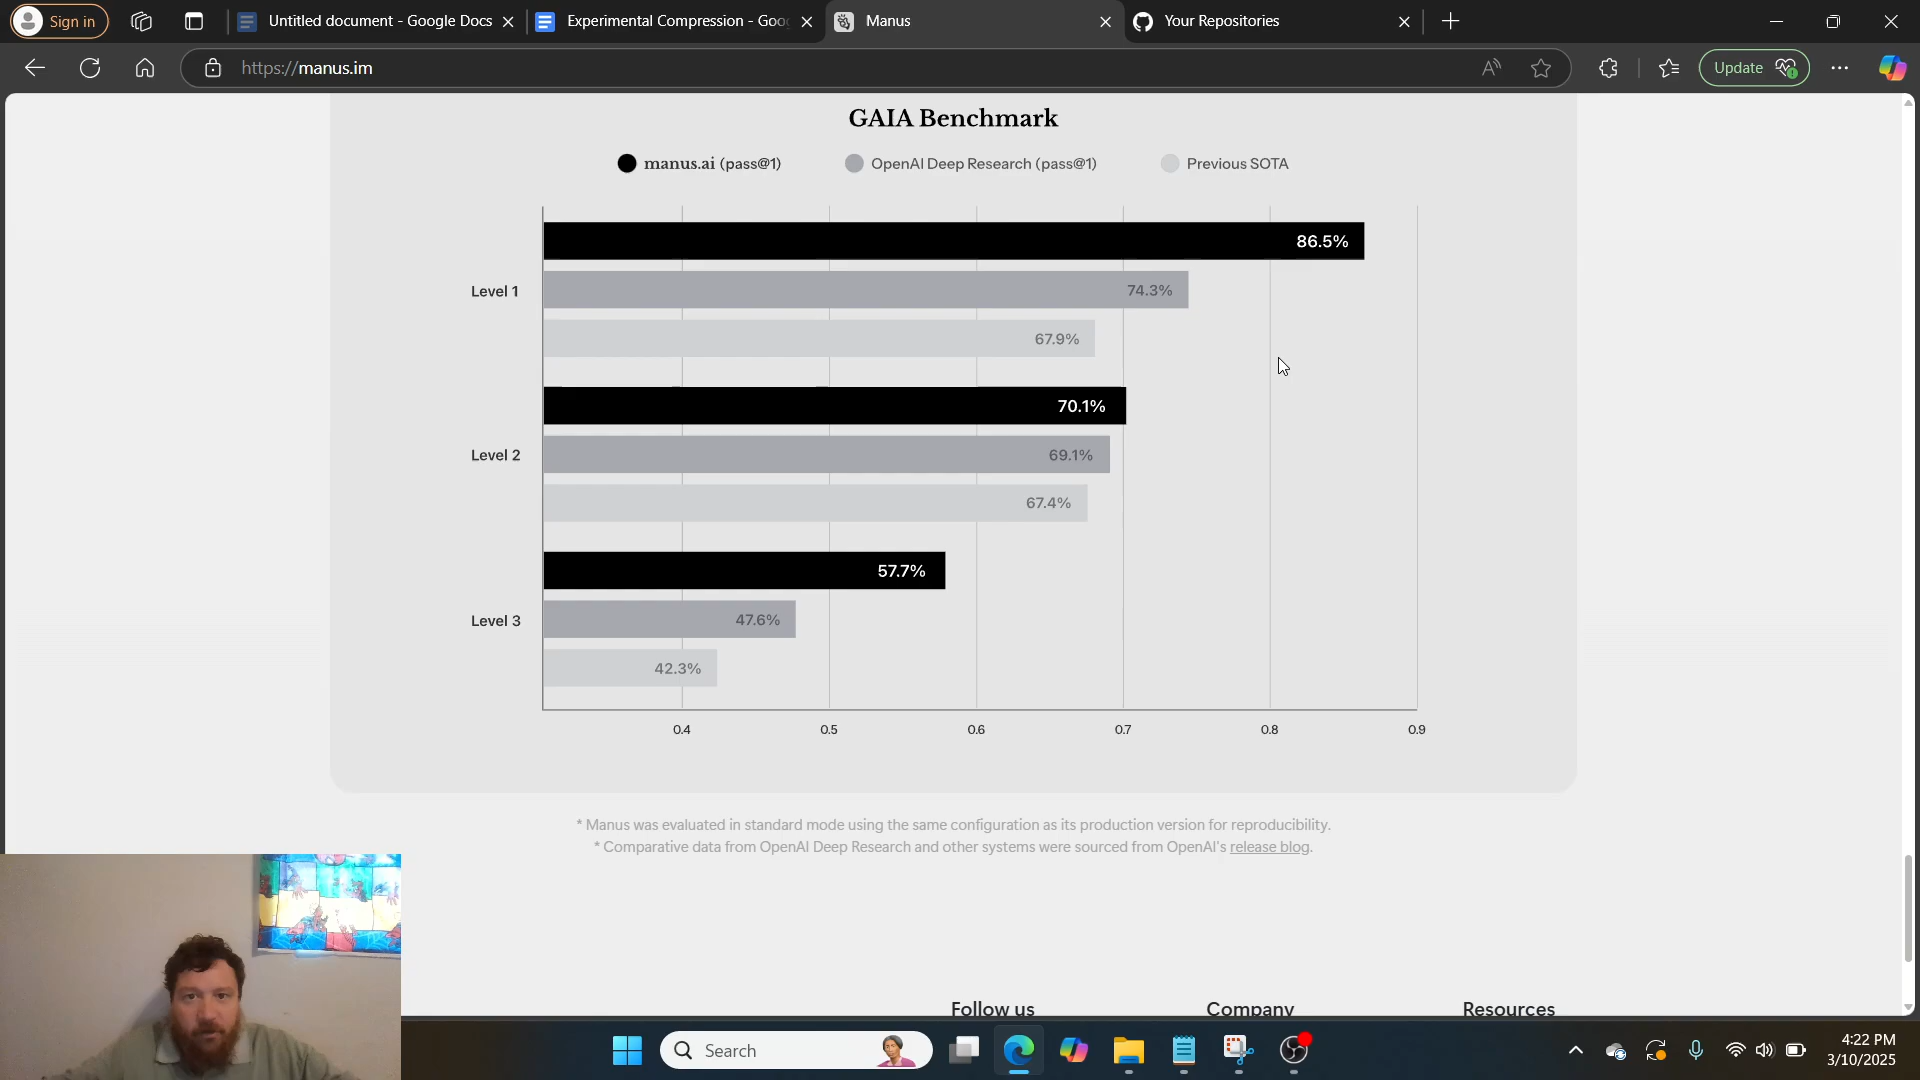 Sign in
Untitled document - Google Docs
Experimental Compression - Goo
Manus
Your Repositories
https://manus.im
Update
GAIA Benchmark
manus.ai (pass@1)
OpenAI Deep Research (pass@1)
Previous SOTA
86.5%
Level 1
74.3%
67.9%
70.1%
Level 2
69.1%
67.4%
57.7%
Level 3
47.6%
42.3%
0.4
0.5
0.6
0.7
0.8
0.9
* Manus was evaluated in standard mode using the same configuration as its production version for reproducibility.
* Comparative data from OpenAI Deep Research and other systems were sourced from OpenAI's release blog.
Follow us
Company
Resources
Search
4:22 PM
3/10/2025